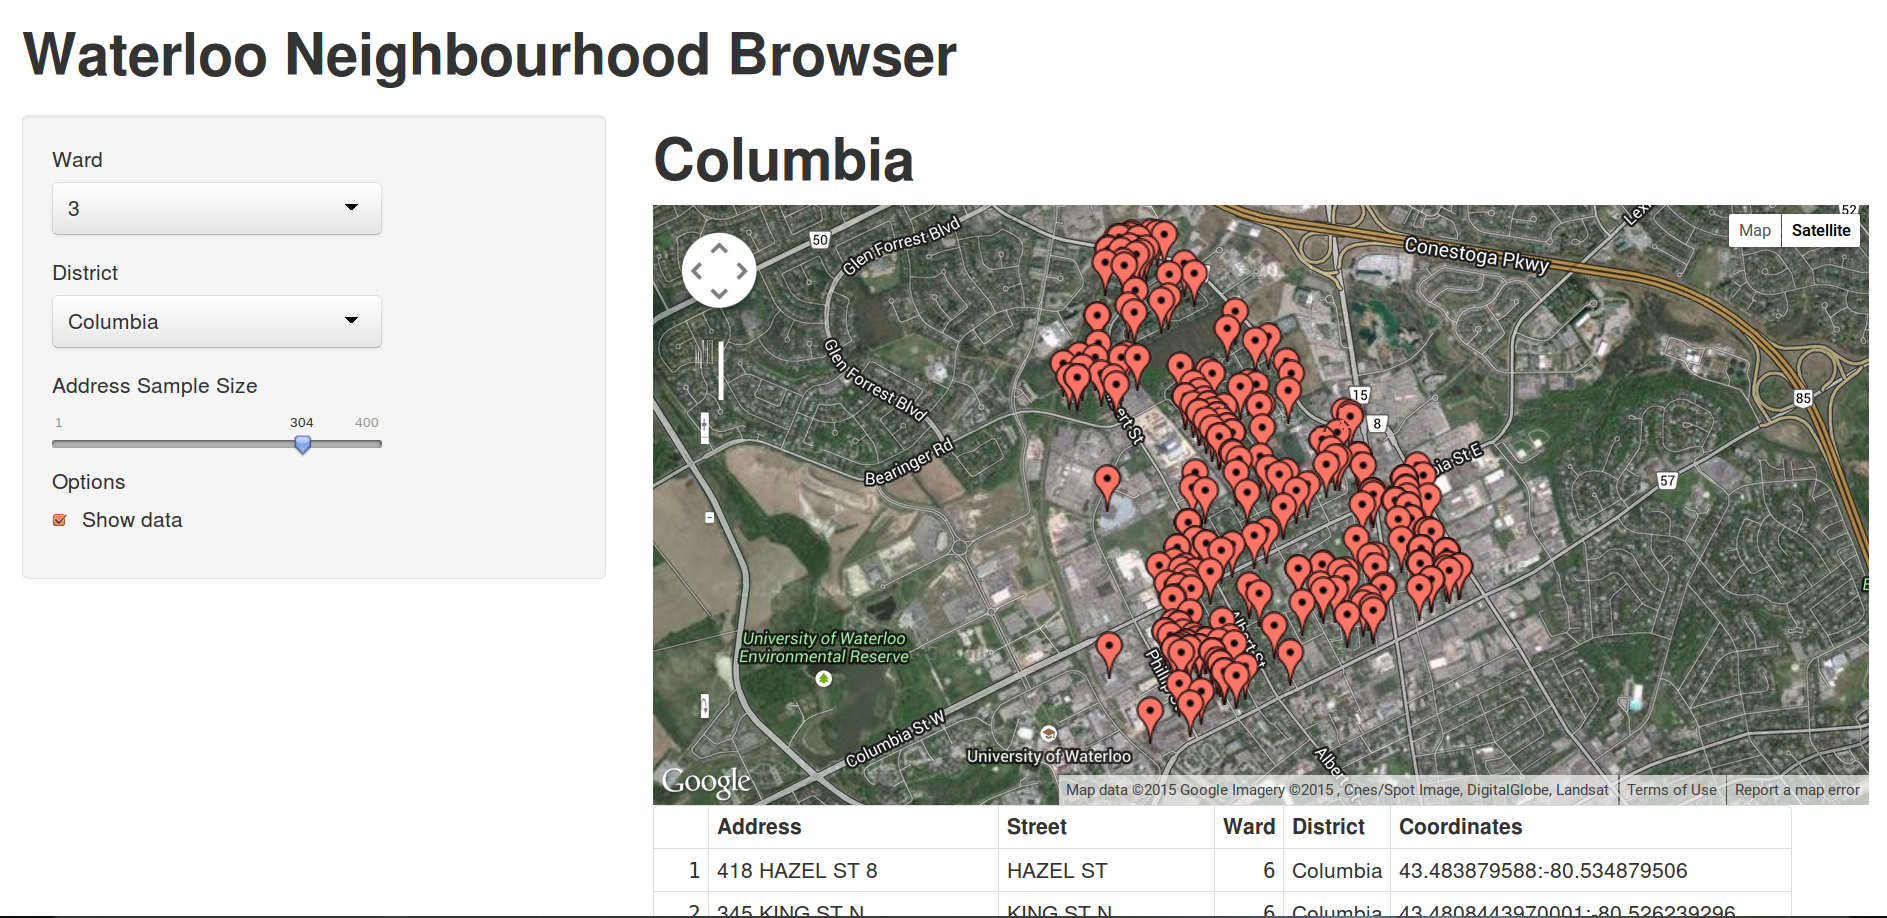 Waterloo Neighbourhood Browser
Ward
3
District
Columbia
Address Sample Size
1 304 400
Options
Show data
Columbia
50
Glen Forrest Blvd
52
Map Satellite
Conestoga Pkwy
Glen Forrest Blvd
15
8
85
Bearinger Rd
57
University of Waterloo
Environmental Reserve
Columbia St W
University of Waterloo
Google
Map data ©2015 Google Imagery ©2015 , Cnes/Spot Image, DigitalGlobe, Landsat Terms of Use Report a map error
Address Street Ward District Coordinates
1 418 HAZEL ST 8 HAZEL ST 6 Columbia 43.483879588:-80.534879506
2 345 KING ST N KING ST N 6 Columbia 43.4808443970001:-80.526239296